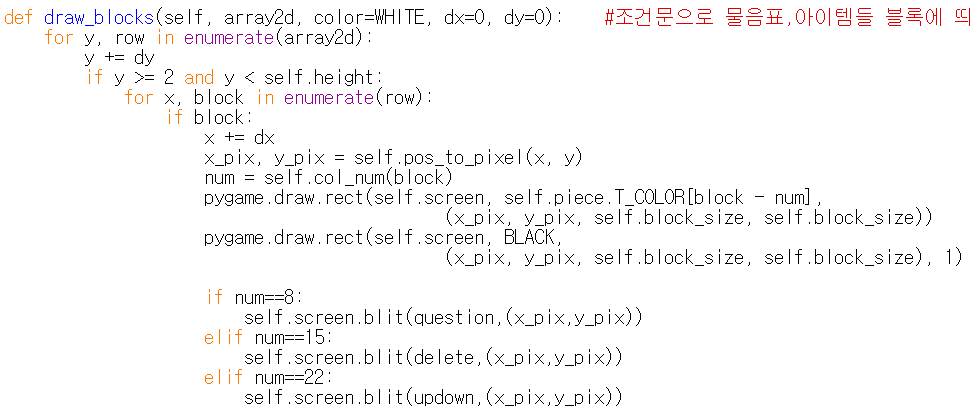 def draw_blocks(self, array2d, color=WHITE, dx=0, dy=0):    #조건문으로 물음표,아이템들 블록에 띄
    for y, row in enumerate(array2d):
        y += dy
        if y >= 2 and y < self.height:
            for x, block in enumerate(row):
                if block:
                    x += dx
                    x_pix, y_pix = self.pos_to_pixel(x, y)
                    num = self.col_num(block)
                    pygame.draw.rect(self.screen, self.piece.T_COLOR[block - num],
                                            (x_pix, y_pix, self.block_size, self.block_size))
                    pygame.draw.rect(self.screen, BLACK,
                                            (x_pix, y_pix, self.block_size, self.block_size), 1)

                    if num==8:
                        self.screen.blit(question,(x_pix,y_pix))
                    elif num==15:
                        self.screen.blit(delete,(x_pix,y_pix))
                    elif num==22:
                        self.screen.blit(updown,(x_pix,y_pix))